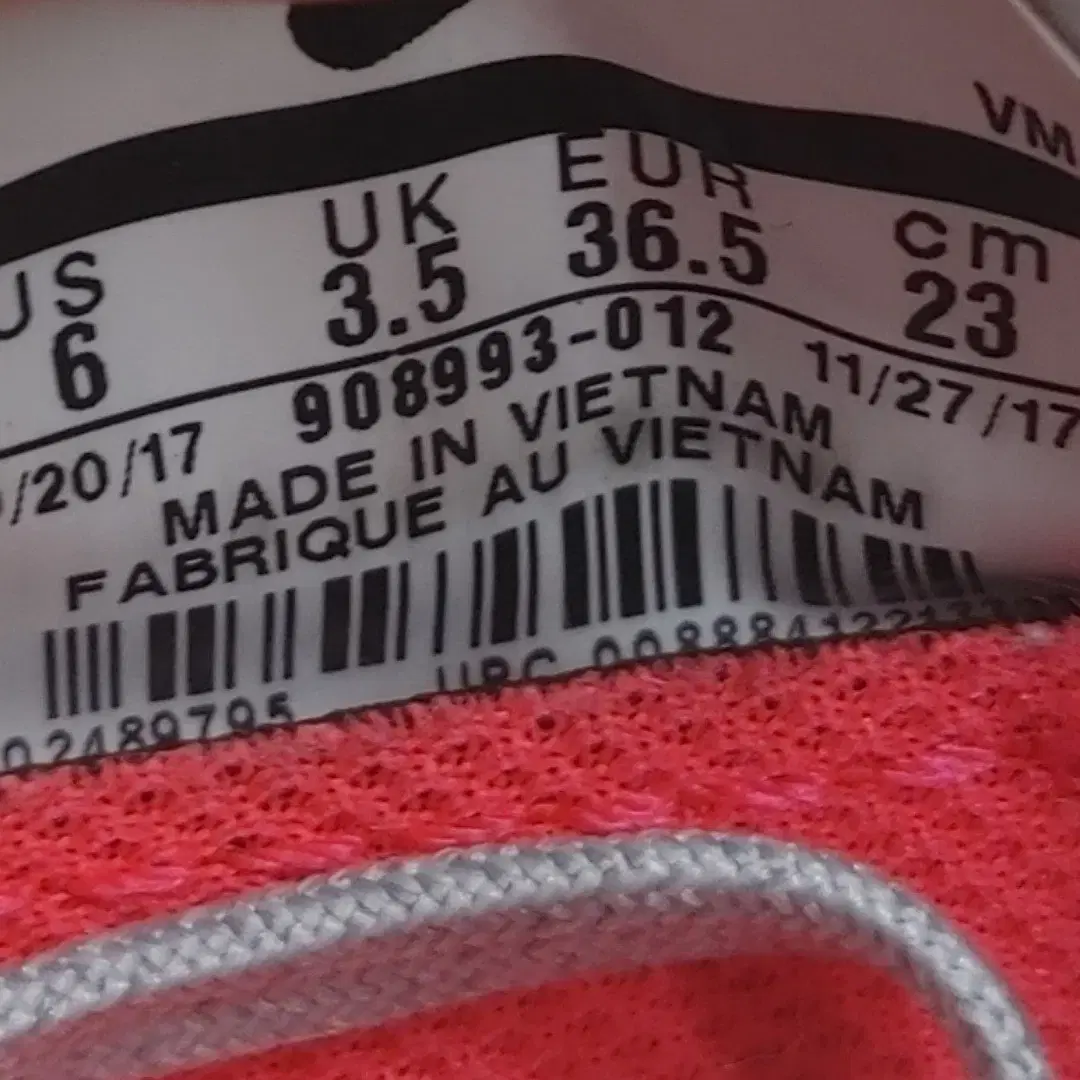 VM
US UK EUR cm
6 3.5 36.5 23
/20/17 908993-012 11/27/17
MADE IN VIETNAM
FABRIQUE AU VIETNAM
02489795 UPC